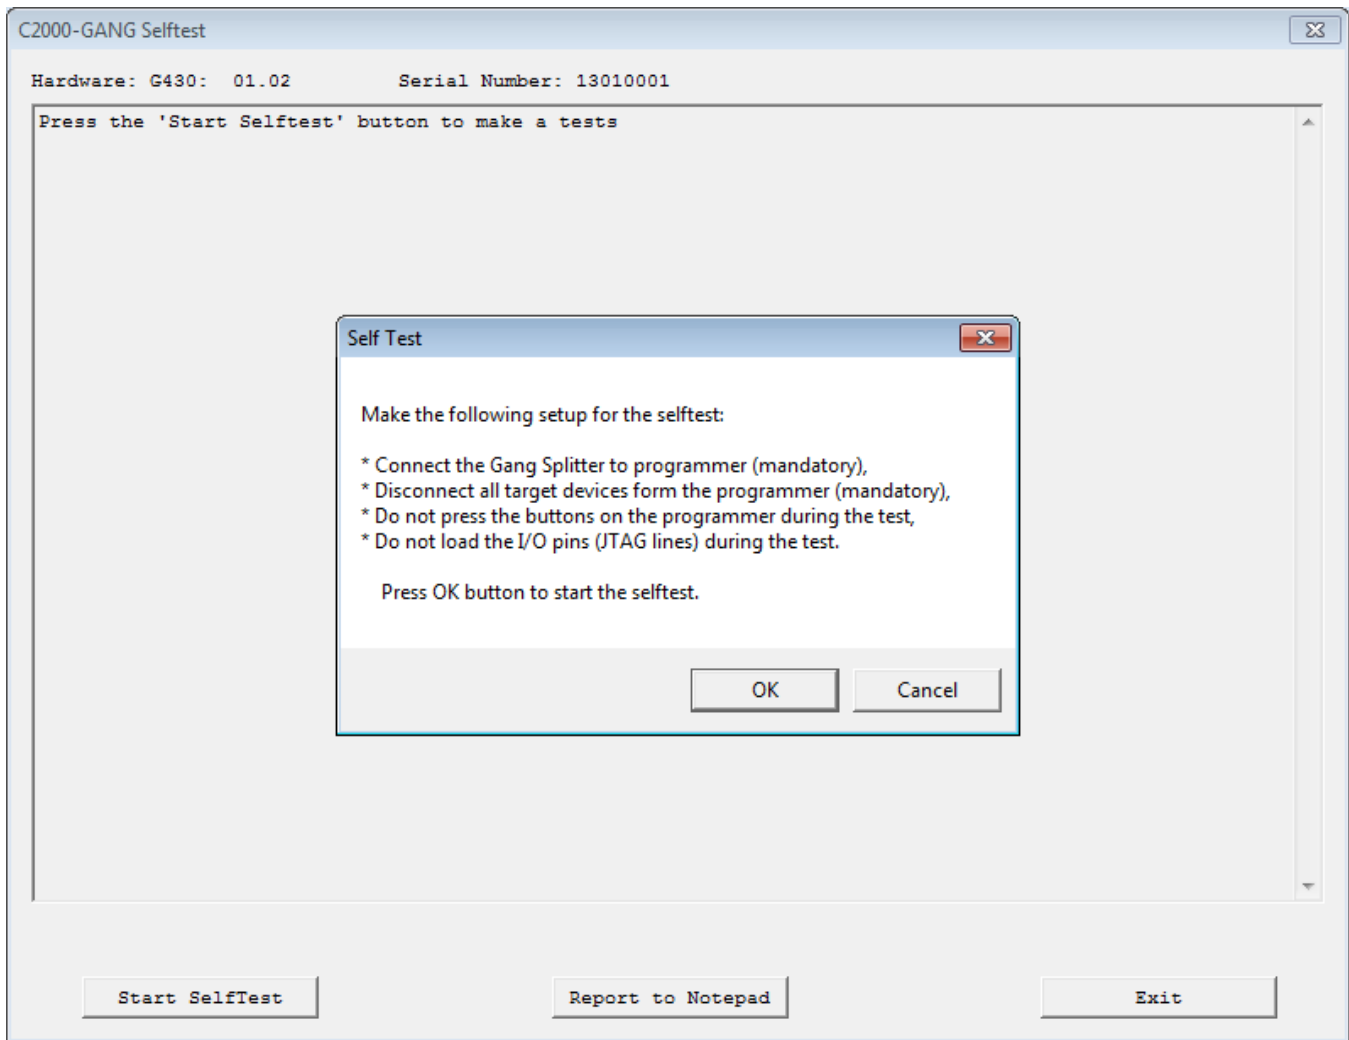 C2000-GANG Selftest
Hardware: G430: 01.02 Serial Number: 13010001
Press the 'Start Selftest' button to make a tests
Self Test
Make the following setup for the selftest:
* Connect the Gang Splitter to programmer (mandatory),
* Disconnect all target devices form the programmer (mandatory),
* Do not press the buttons on the programmer during the test,
* Do not load the I/O pins (JTAG lines) during the test.
Press OK button to start the selftest.
OK Cancel
Start SelfTest Report to Notepad Exit